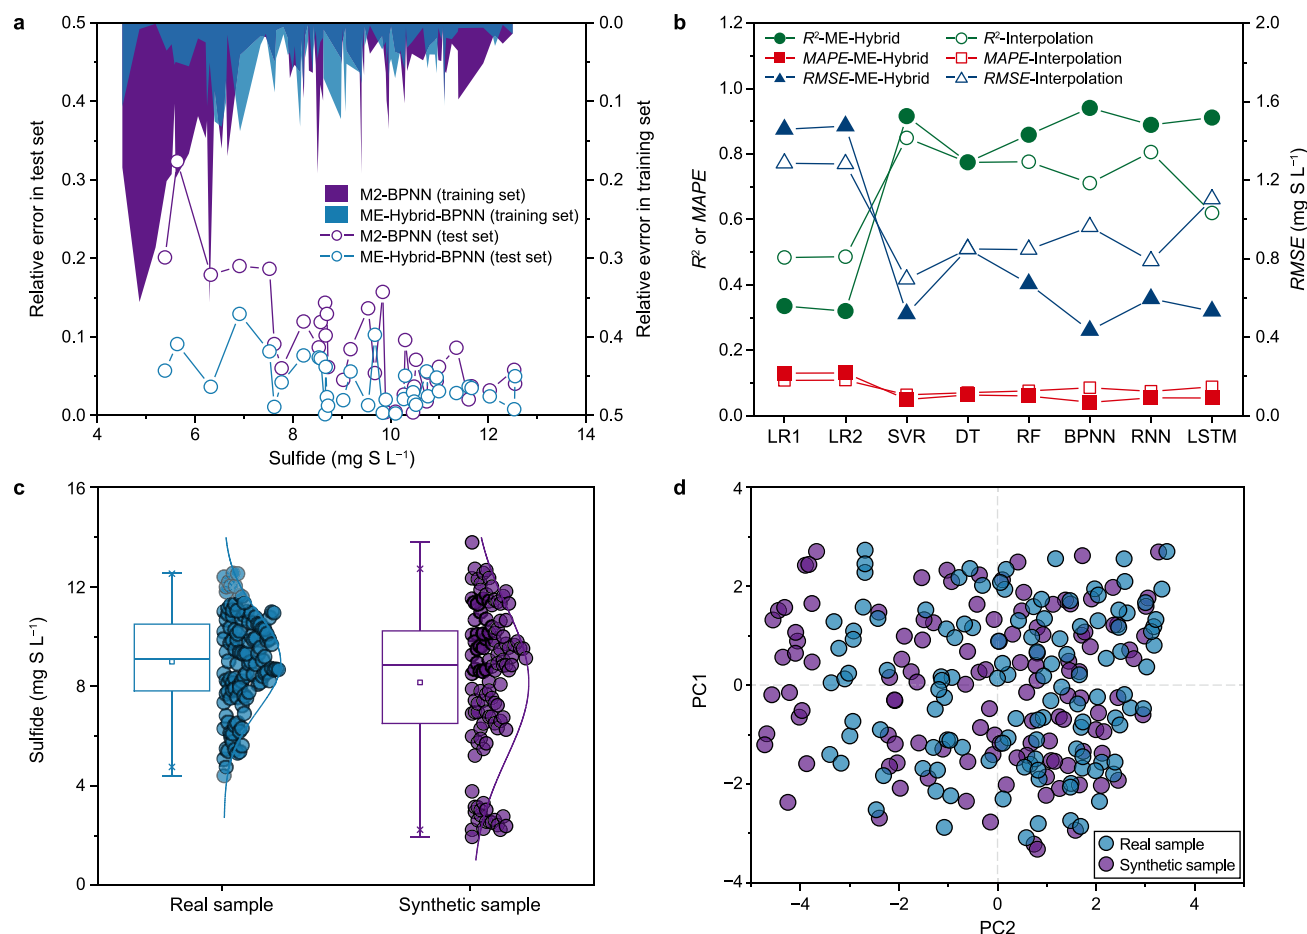 a
0.5
0.4
0.3
0.2
0.1
0.0
Relative error in test set
0.0
0.1
0.2
0.3
0.4
0.5
Relative evrror in training set
M2-BPNN (training set)
ME-Hybrid-BPNN (training set)
M2-BPNN (test set)
ME-Hybrid-BPNN (test set)
4 6 8 10 12 14
Sulfide (mg S L⁻¹)
b
1.2
1.0
0.8
0.6
0.4
0.2
0.0
R² or MAPE
R²-ME-Hybrid
MAPE-ME-Hybrid
RMSE-ME-Hybrid
R²-Interpolation
MAPE-Interpolation
RMSE-Interpolation
2.0
1.6
1.2
0.8
0.4
0.0
RMSE (mg S L⁻¹)
LR1 LR2 SVR DT RF BPNN RNN LSTM
c
16
12
8
4
0
Sulfide (mg S L⁻¹)
Real sample Synthetic sample
d
4
2
0
−2
−4
PC1
Real sample
Synthetic sample
−4 −2 0 2 4
PC2